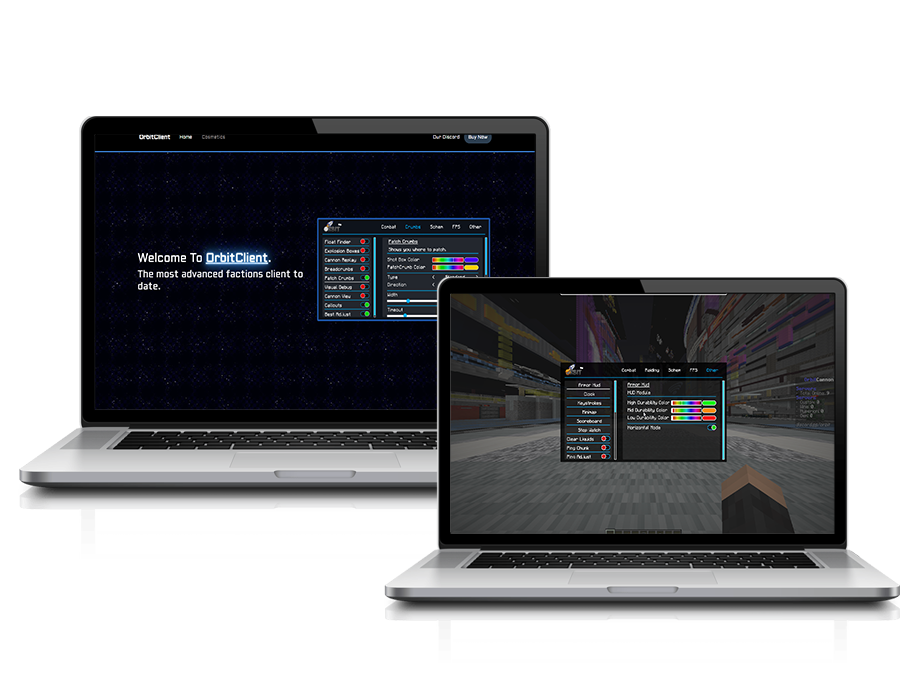 OrbitClient Home Cosmetics Our Discord Buy Now
Welcome To OrbitClient.
The most advanced factions client to
date.
Combat Crumbs Schem FPS Other
Float Finder
Explosion Boxes
Cannon Replay
Breadcrumbs
Patch Crumbs
Visual Debug
Cannon View
Callouts
Best Adjust
Patch Crumbs
Shows you where to patch.
Shot Box Color
PatchCrumb Color
Type
Direction
Width
Timeout
Combat Raiding Schem FPS Other
Armor Hud
Clock
Keystrokes
Scoreboard
Stop Watch
Clear Liquids
Ping Chunk
Ping Adjust
Armor Hud
HUD Module
High Durability Color
Mid Durability Color
Low Durability Color
Horizontal Mode
Cannon